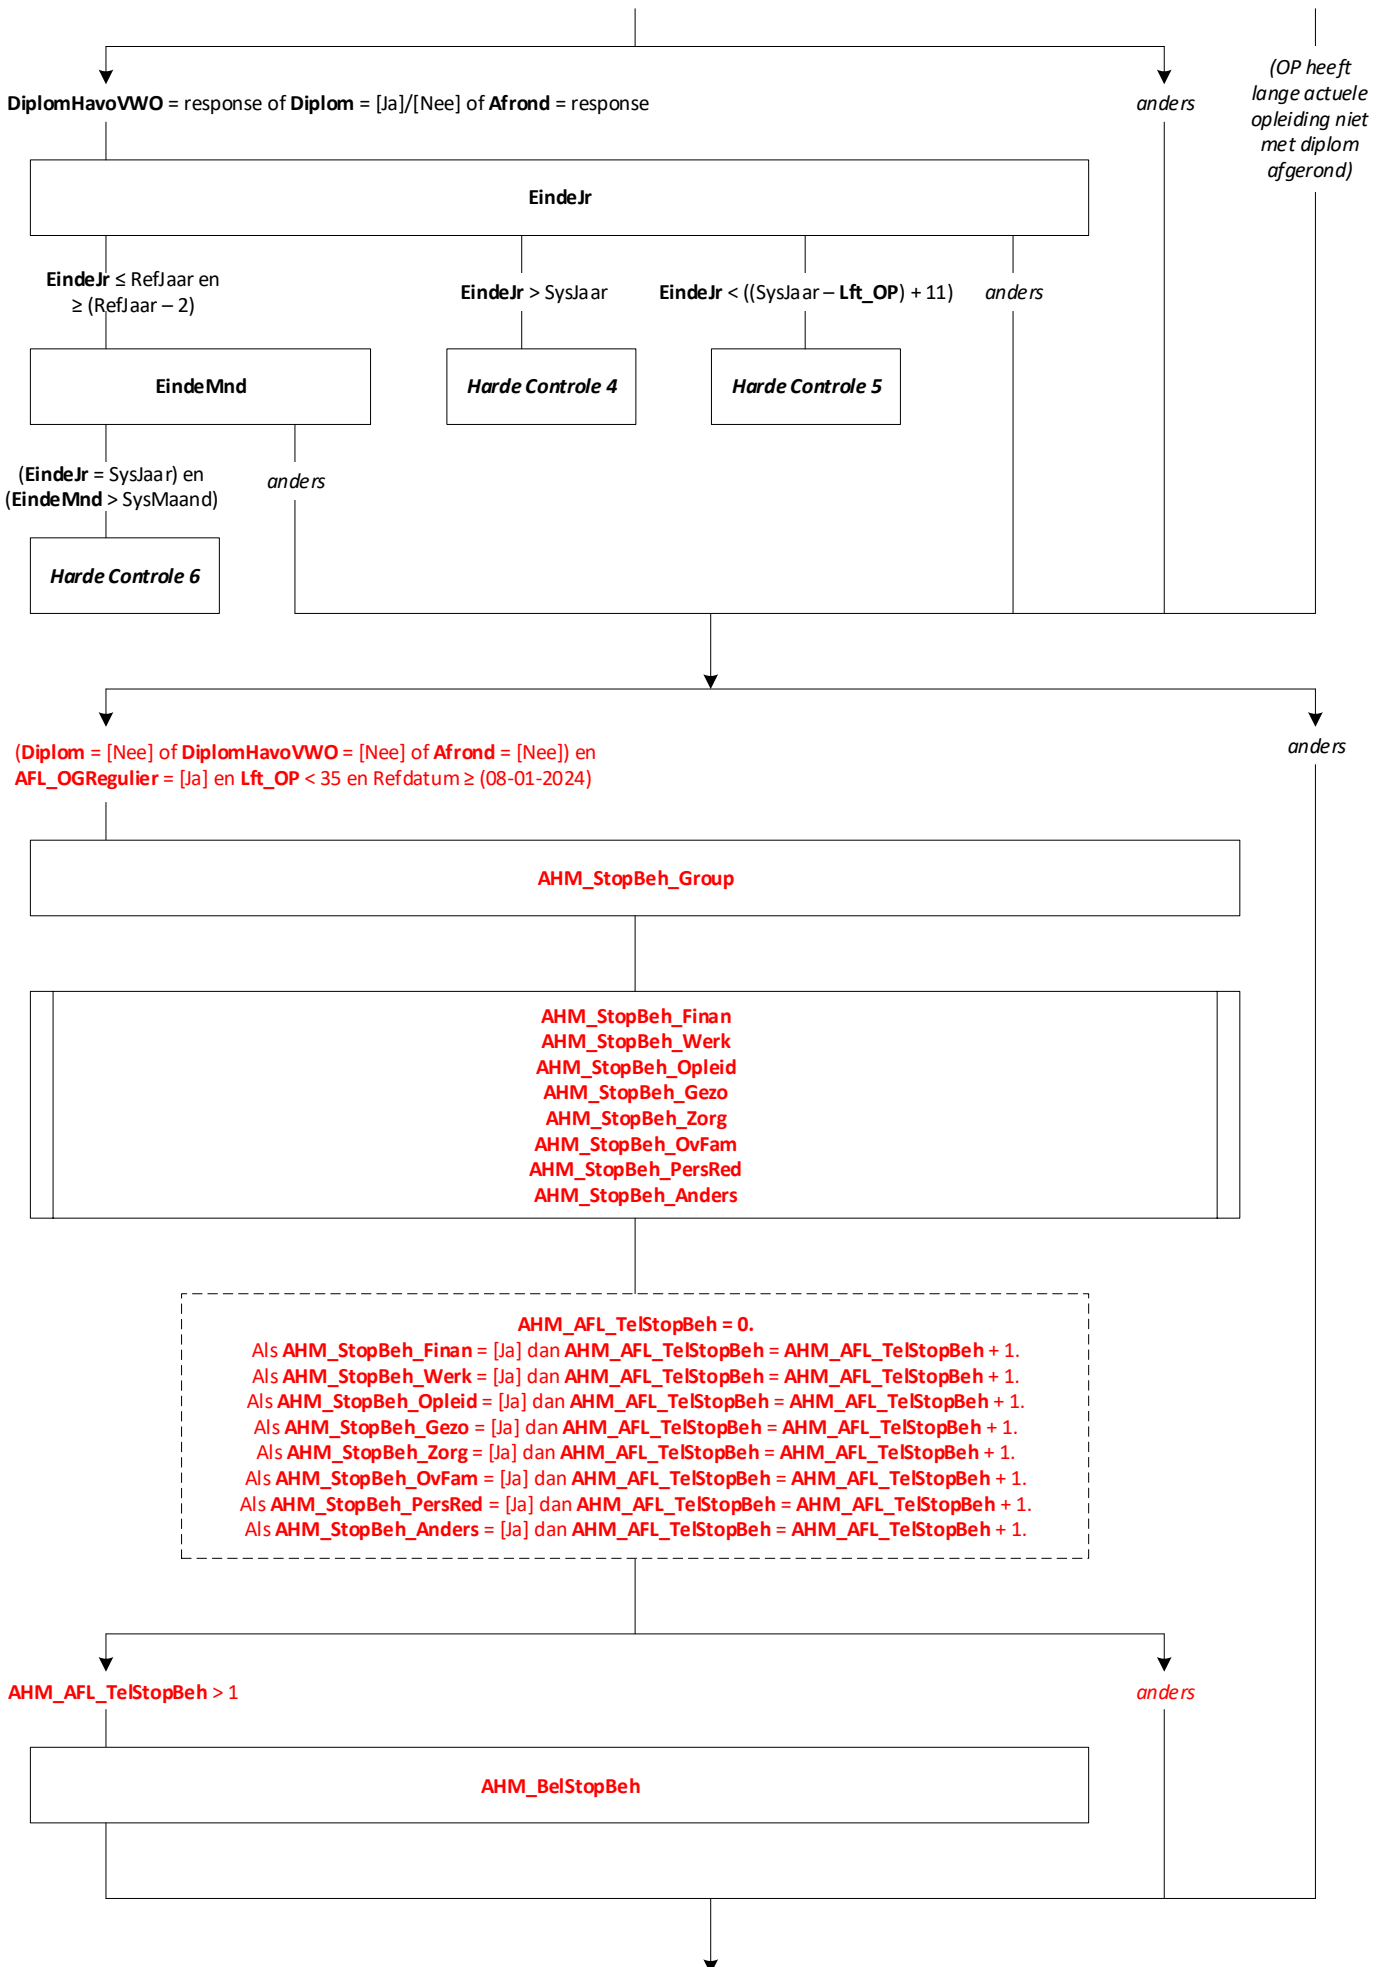 DiplomHavoVWO = response of Diplom = [Ja]/[Nee] of Afrond = response
anders
(OP heeft
lange actuele
opleiding niet
met diplom
afgerond)
EindeJr
EindeJr ≤ RefJaar en
≥ (RefJaar – 2)
EindeJr > SysJaar
EindeJr < ((SysJaar – Lft_OP) + 11)
anders
EindeMnd
Harde Controle 4
Harde Controle 5
(EindeJr = SysJaar) en
(EindeMnd > SysMaand)
anders
Harde Controle 6
(Diplom = [Nee] of DiplomHavoVWO = [Nee] of Afrond = [Nee]) en
AFL_OGRegulier = [Ja] en Lft_OP < 35 en Refdatum ≥ (08-01-2024)
anders
AHM_StopBeh_Group
AHM_StopBeh_Finan
AHM_StopBeh_Werk
AHM_StopBeh_Opleid
AHM_StopBeh_Gezo
AHM_StopBeh_Zorg
AHM_StopBeh_OvFam
AHM_StopBeh_PersRed
AHM_StopBeh_Anders
AHM_AFL_TelStopBeh = 0.
Als AHM_StopBeh_Finan = [Ja] dan AHM_AFL_TelStopBeh = AHM_AFL_TelStopBeh + 1.
Als AHM_StopBeh_Werk = [Ja] dan AHM_AFL_TelStopBeh = AHM_AFL_TelStopBeh + 1.
Als AHM_StopBeh_Opleid = [Ja] dan AHM_AFL_TelStopBeh = AHM_AFL_TelStopBeh + 1.
Als AHM_StopBeh_Gezo = [Ja] dan AHM_AFL_TelStopBeh = AHM_AFL_TelStopBeh + 1.
Als AHM_StopBeh_Zorg = [Ja] dan AHM_AFL_TelStopBeh = AHM_AFL_TelStopBeh + 1.
Als AHM_StopBeh_OvFam = [Ja] dan AHM_AFL_TelStopBeh = AHM_AFL_TelStopBeh + 1.
Als AHM_StopBeh_PersRed = [Ja] dan AHM_AFL_TelStopBeh = AHM_AFL_TelStopBeh + 1.
Als AHM_StopBeh_Anders = [Ja] dan AHM_AFL_TelStopBeh = AHM_AFL_TelStopBeh + 1.
AHM_AFL_TelStopBeh > 1
anders
AHM_BelStopBeh